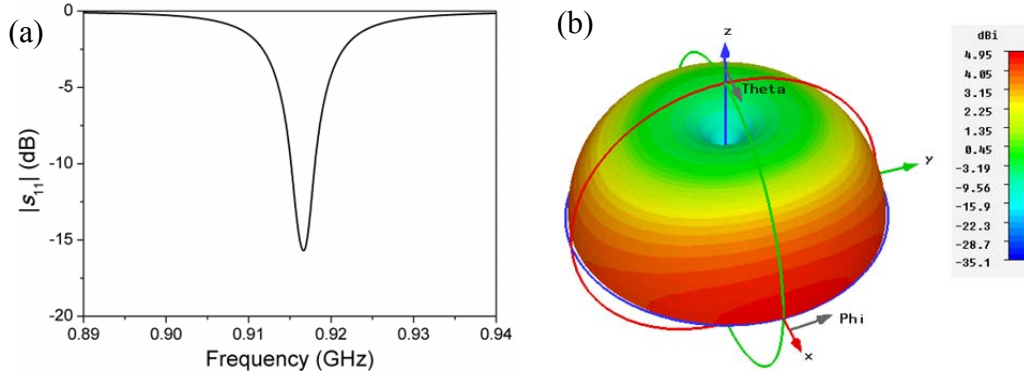 (a)
0
-5
-10
-15
-20
|s11| (dB)
0.89 0.90 0.91 0.92 0.93 0.94
Frequency (GHz)
(b)
z
Theta
y
Phi
x
dBi
4.95
4.05
3.15
2.25
1.35
0.45
-3.19
-9.56
-15.9
-22.3
-28.7
-35.1